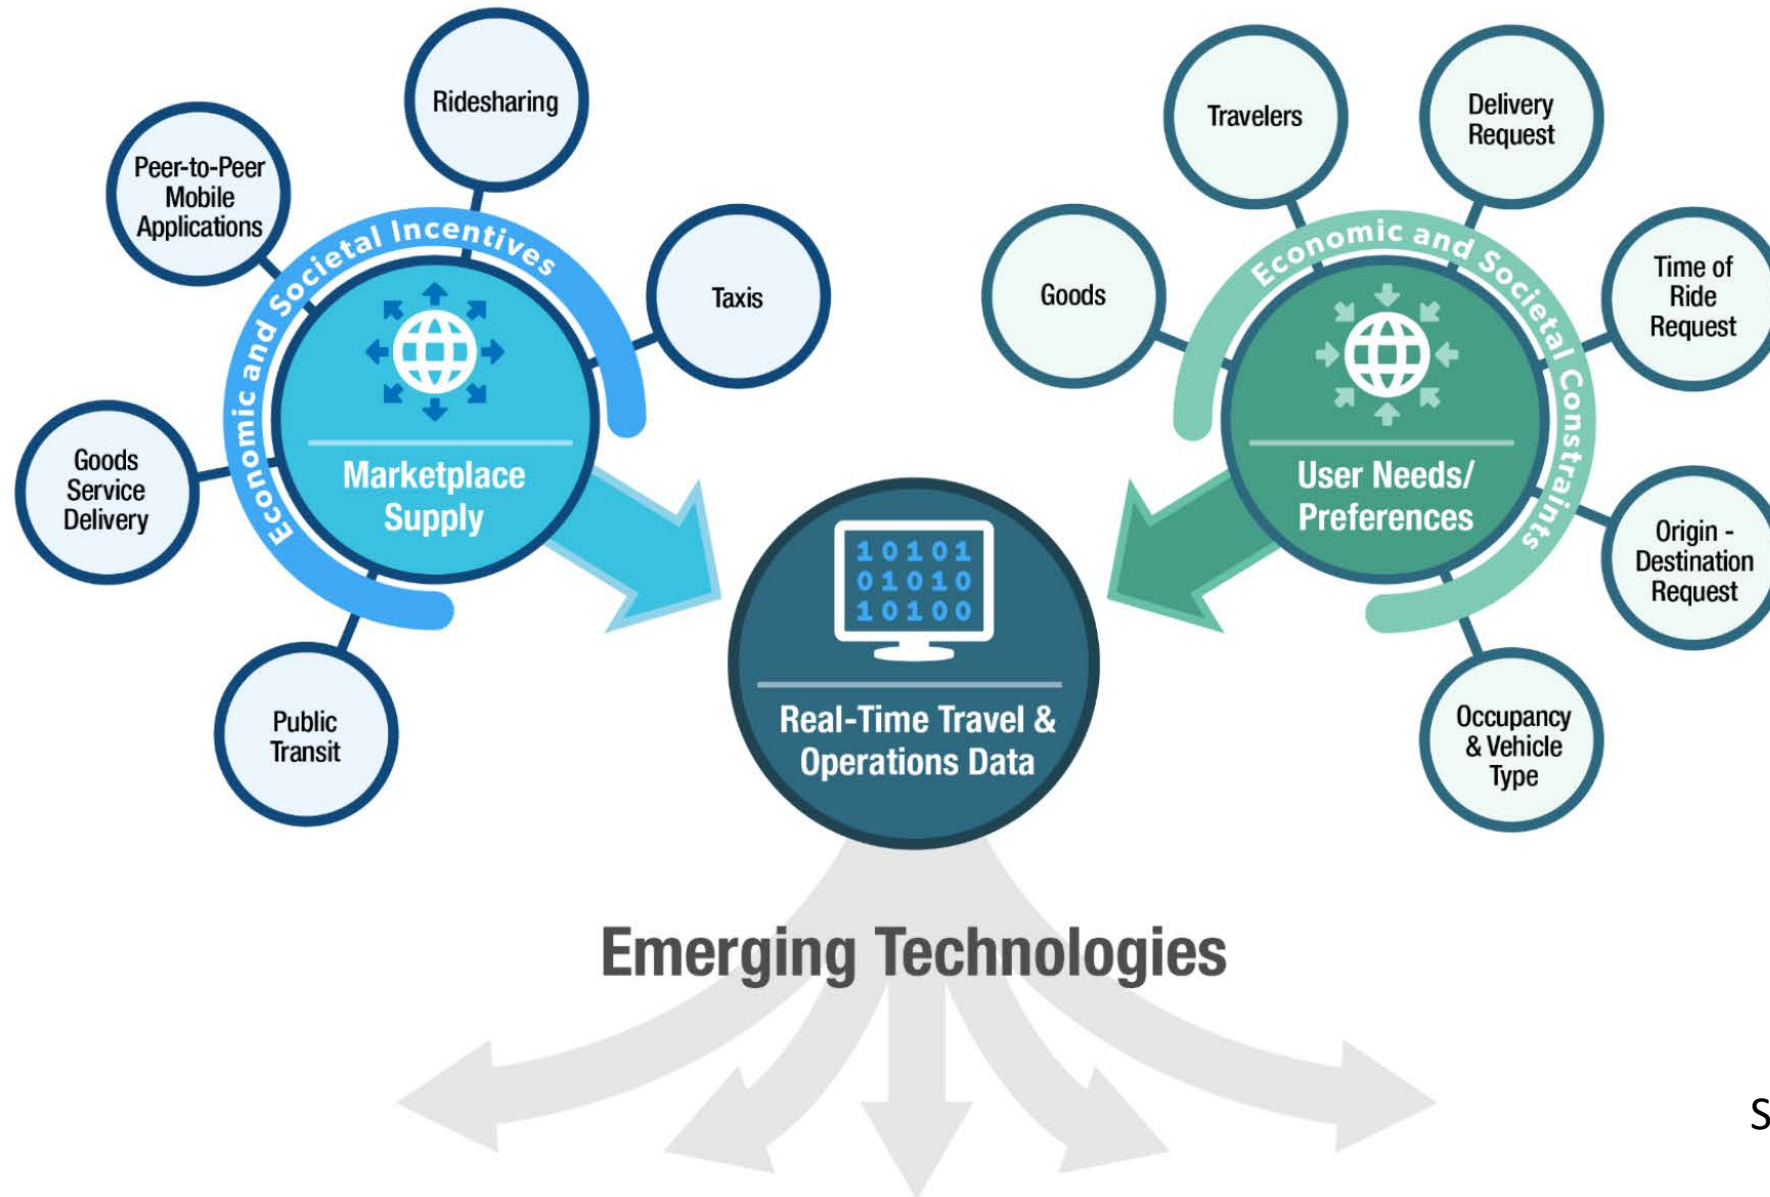 Ridesharing
Peer-to-Peer
Mobile
Applications
Taxis
Goods
Service
Delivery
Public
Transit
Economic and Societal Incentives
Marketplace
Supply
Travelers
Delivery
Request
Goods
Time of
Ride
Request
Origin -
Destination
Request
Occupancy
& Vehicle
Type
Economic and Societal Constraints
User Needs/
Preferences
10101
01010
10100
Real-Time Travel &
Operations Data
Emerging Technologies
S